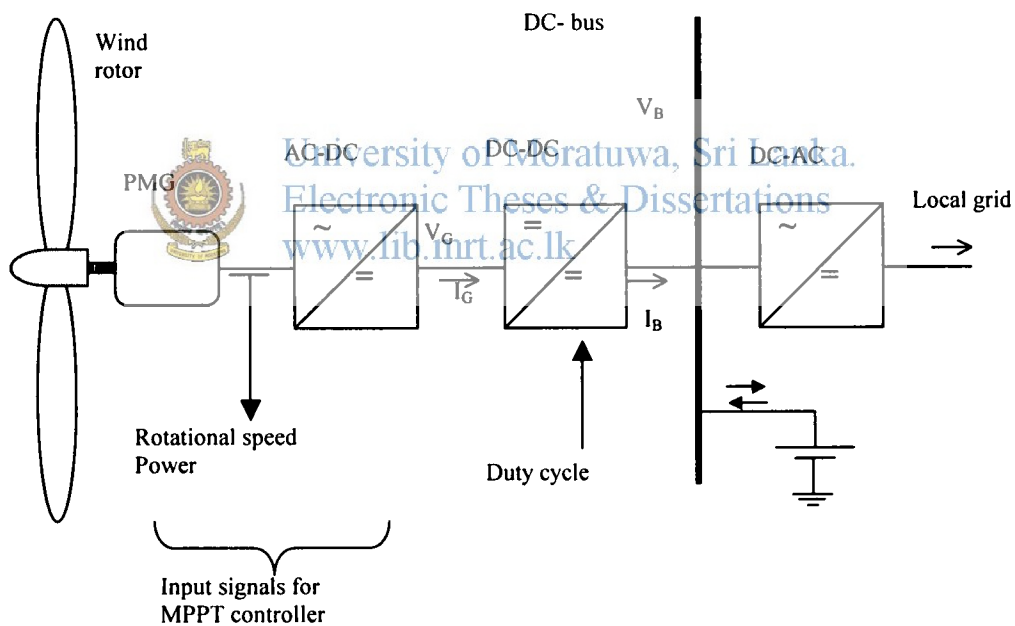 DC- bus
Wind
rotor
V_B
University of Moratuwa, Sri Lanka.
Electronic Theses & Dissertations
www.lib.mrt.ac.lk
AC-DC
DC-DC
DC-AC
PMG
Local grid
~
=
V_G
I_G
=
=
I_B
~
=
Rotational speed
Power
Duty cycle
Input signals for
MPPT controller